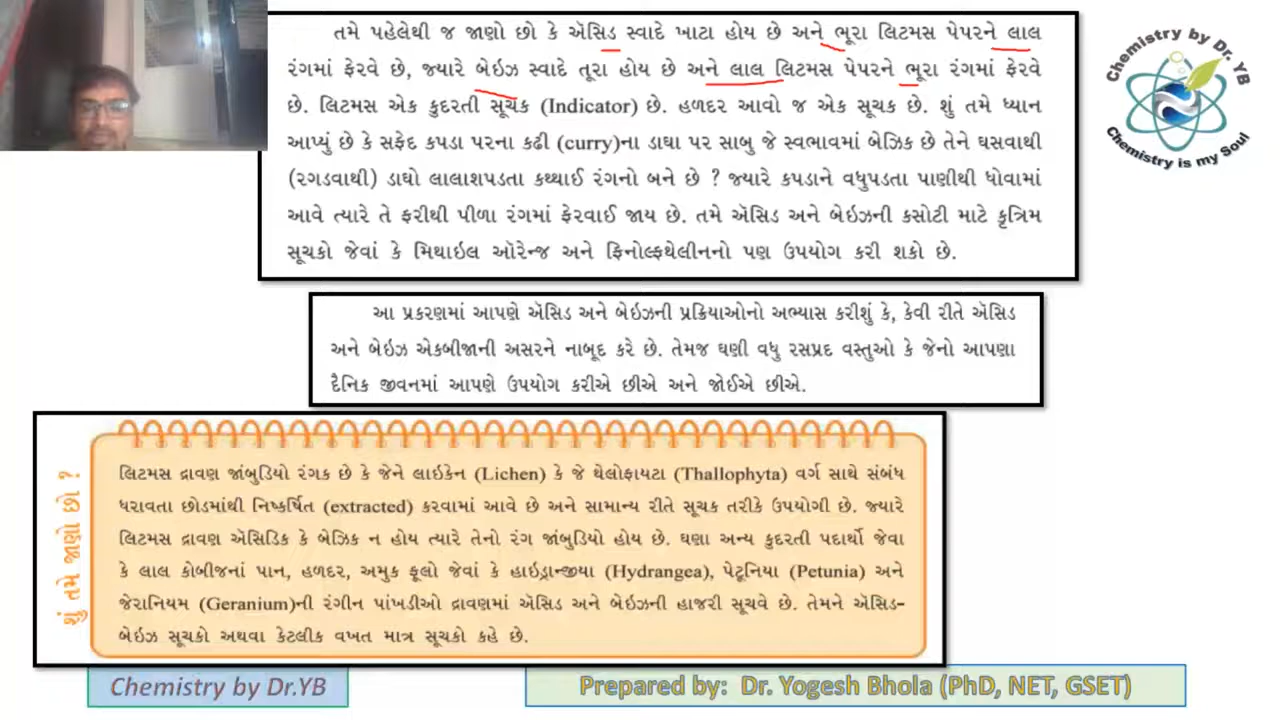 તમે પહેલેથી જ જાણો છો કે ઍસિડ સ્વાદે ખાટા હોય છે અને ભૂરા લિટમસ પેપરને લાલ
રંગમાં ફેરવે છે, જ્યારે બેઇઝ સ્વાદે તૂરા હોય છે અને લાલ લિટમસ પેપરને ભૂરા રંગમાં ફેરવે
છે. લિટમસ એક કુદરતી સૂચક (Indicator) છે. હળદર આવો જ એક સૂચક છે. શું તમે ધ્યાન
આપ્યું છે કે સફેદ કપડા પરના કઢી (curry)ના ડાઘા પર સાબુ જે સ્વભાવમાં બેઝિક છે તેને ઘસવાથી
(રગડવાથી) ડાઘો લાલાશપડતા કથ્થાઈ રંગનો બને છે ? જ્યારે કપડાને વધુપડતા પાણીથી ધોવામાં
આવે ત્યારે તે ફરીથી પીળા રંગમાં ફેરવાઈ જાય છે. તમે ઍસિડ અને બેઇઝની કસોટી માટે કૃત્રિમ
સૂચકો જેવાં કે મિથાઇલ ઑરેન્જ અને ફિનોલ્ફથેલીનનો પણ ઉપયોગ કરી શકો છે.
Chemistry by Dr. YB
Chemistry is my Soul
આ પ્રકરણમાં આપણે ઍસિડ અને બેઇઝની પ્રક્રિયાઓનો અભ્યાસ કરીશું કે, કેવી રીતે ઍસિડ
અને બેઇઝ એકબીજાની અસરને નાબૂદ કરે છે. તેમજ ઘણી વધુ રસપ્રદ વસ્તુઓ કે જેનો આપણા
દૈનિક જીવનમાં આપણે ઉપયોગ કરીએ છીએ અને જોઈએ છીએ.
શું તમે જાણો છો ?
લિટમસ દ્રાવણ જાંબુડિયો રંગક છે કે જેને લાઇકેન (Lichen) કે જે થેલોફાયટા (Thallophyta) વર્ગ સાથે સંબંધ
ધરાવતા છોડમાંથી નિષ્કર્ષિત (extracted) કરવામાં આવે છે અને સામાન્ય રીતે સૂચક તરીકે ઉપયોગી છે. જ્યારે
લિટમસ દ્રાવણ ઍસિડિક કે બેઝિક ન હોય ત્યારે તેનો રંગ જાંબુડિયો હોય છે. ઘણા અન્ય કુદરતી પદાર્થો જેવા
કે લાલ કોબીજનાં પાન, હળદર, અમુક ફૂલો જેવાં કે હાઇડ્રાન્જીયા (Hydrangea), પેટૂનિયા (Petunia) અને
જેરાનિયમ (Geranium)ની રંગીન પાંખડીઓ દ્રાવણમાં ઍસિડ અને બેઇઝની હાજરી સૂચવે છે. તેમને ઍસિડ-
બેઇઝ સૂચકો અથવા કેટલીક વખત માત્ર સૂચકો કહે છે.
Chemistry by Dr.YB
Prepared by: Dr. Yogesh Bhola (PhD, NET, GSET)